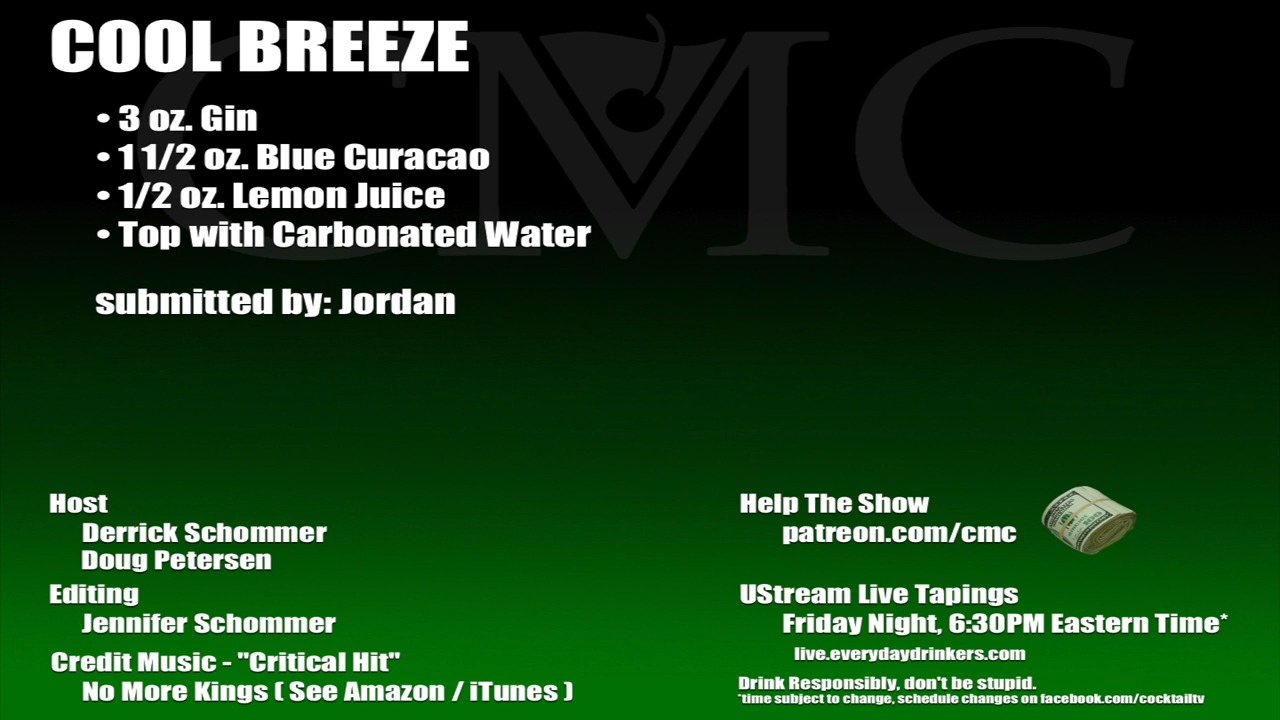 COOL BREEZE
• 3 oz. Gin
• 1 1/2 oz. Blue Curacao
• 1/2 oz. Lemon Juice
• Top with Carbonated Water
submitted by: Jordan
CMC
Host
Derrick Schommer
Doug Petersen
Editing
Jennifer Schommer
Credit Music - "Critical Hit"
No More Kings ( See Amazon / iTunes )
Help The Show
patreon.com/cmc
UStream Live Tapings
Friday Night, 6:30PM Eastern Time*
live.everydaydrinkers.com
Drink Responsibly, don't be stupid.
*time subject to change, schedule changes on facebook.com/cocktailtv